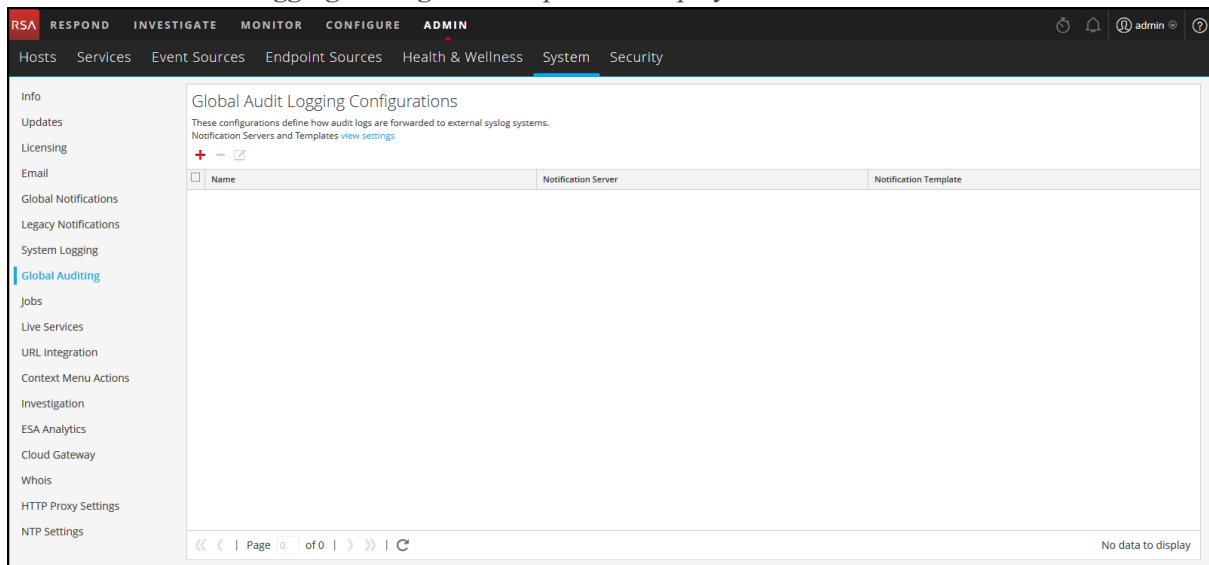 RSA RESPOND INVESTIGATE MONITOR CONFIGURE ADMIN admin
Hosts Services Event Sources Endpoint Sources Health & Wellness System Security
Info
Updates
Licensing
Email
Global Notifications
Legacy Notifications
System Logging
Global Auditing
Jobs
Live Services
URL Integration
Context Menu Actions
Investigation
ESA Analytics
Cloud Gateway
Whois
HTTP Proxy Settings
NTP Settings
Global Audit Logging Configurations
These configurations define how audit logs are forwarded to external syslog systems.
Notification Servers and Templates view settings
Name Notification Server Notification Template
Page 0 of 0 No data to display